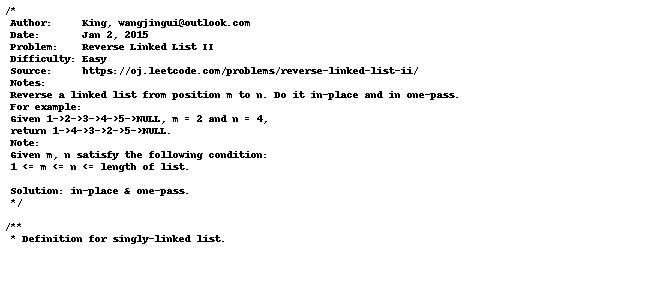 /*
 Author:     King, wangjingui@outlook.com
 Date:       Jan 2, 2015
 Problem:    Reverse Linked List II
 Difficulty: Easy
 Source:     https://oj.leetcode.com/problems/reverse-linked-list-ii/
 Notes:
 Reverse a linked list from position m to n. Do it in-place and in one-pass.
 For example:
 Given 1->2->3->4->5->NULL, m = 2 and n = 4,
 return 1->4->3->2->5->NULL.
 Note:
 Given m, n satisfy the following condition:
 1 <= m <= n <= length of list.

 Solution: in-place & one-pass.
 */

/**
 * Definition for singly-linked list.